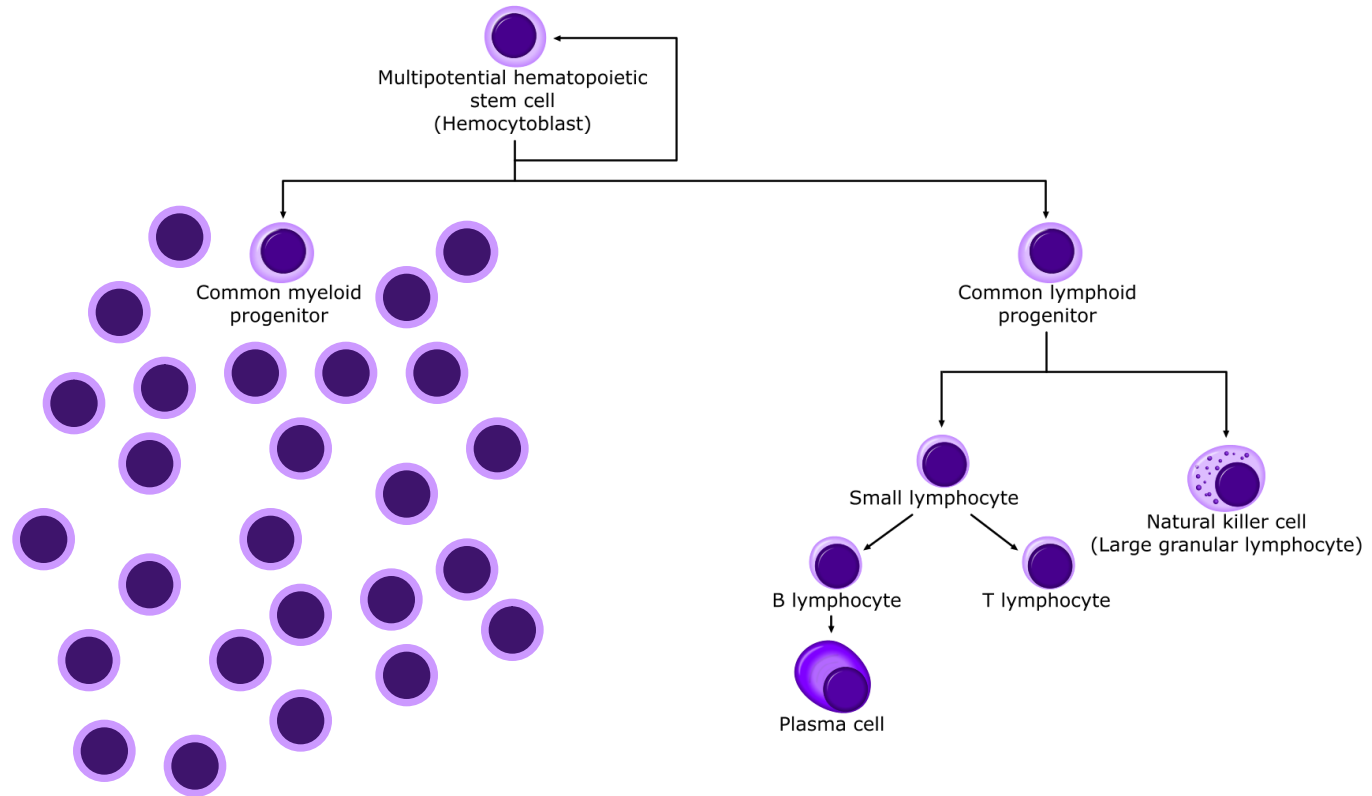 Multipotential hematopoietic
stem cell
(Hemocytoblast)
Common myeloid
progenitor
Common lymphoid
progenitor
Small lymphocyte
Natural killer cell
(Large granular lymphocyte)
B lymphocyte
T lymphocyte
Plasma cell